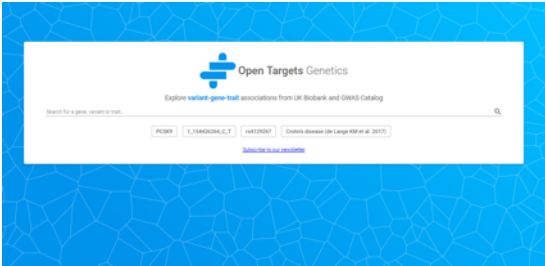 Open Targets Genetics
Explore variant-gene-trait associations from UK Biobank and GWAS Catalog
Search for a gene, variant or trait...
PCSK9 1_154426264_C_T rs4129267 Crohn's disease (de Lange KM et al. 2017)
Subscribe to our newsletter